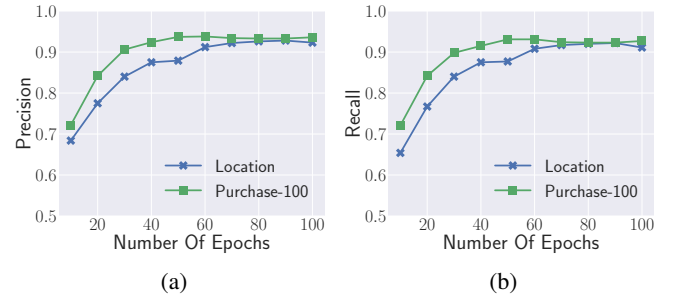 1.0
0.9
0.8
0.7
0.6
0.5
Precision
Location
Purchase-100
20 40 60 80 100
Number Of Epochs
(a)
1.0
0.9
0.8
0.7
0.6
0.5
Recall
Location
Purchase-100
20 40 60 80 100
Number Of Epochs
(b)